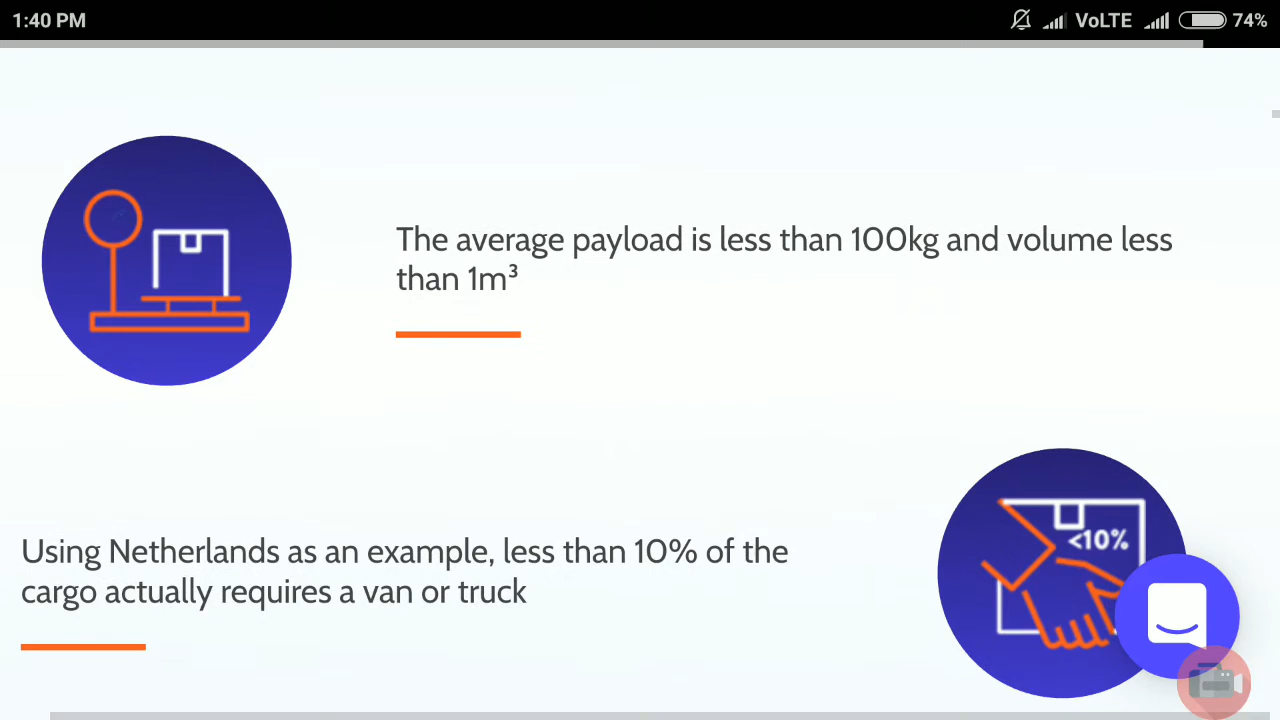 1:40 PM VoLTE 74%
The average payload is less than 100kg and volume less
than 1m³
<10%
Using Netherlands as an example, less than 10% of the
cargo actually requires a van or truck